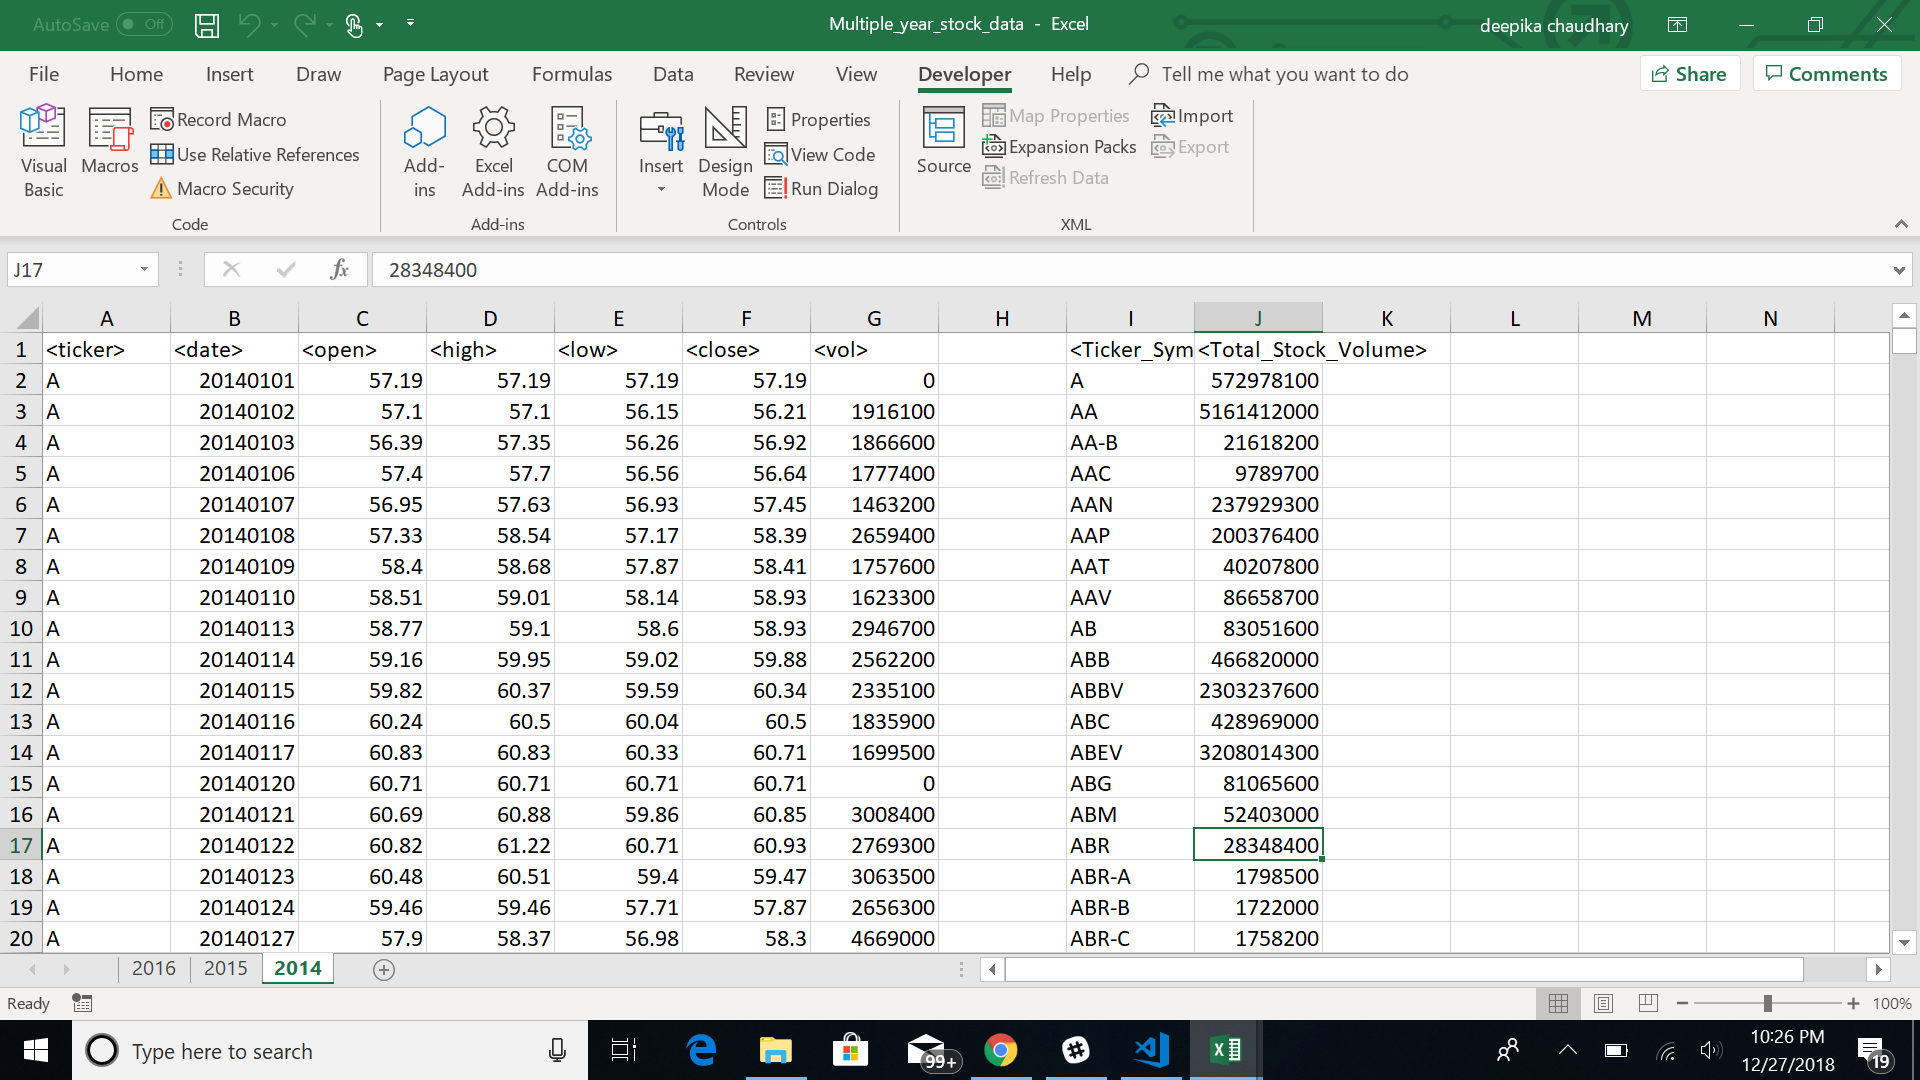 AutoSave Off
Multiple_year_stock_data - Excel
deepika chaudhary
File Home Insert Draw Page Layout Formulas Data Review View Developer Help Tell me what you want to do Share Comments
Visual Basic
Macros
Record Macro
Use Relative References
Macro Security
Code
Add-ins
Excel Add-ins
COM Add-ins
Add-ins
Insert
Design Mode
Properties
View Code
Run Dialog
Controls
Source
Map Properties
Expansion Packs
Refresh Data
Import
Export
XML
J17 fx 28348400
A B C D E F G H I J K L M N
1 <ticker> <date> <open> <high> <low> <close> <vol> <Ticker_Sym <Total_Stock_Volume>
2 A 20140101 57.19 57.19 57.19 57.19 0 A 572978100
3 A 20140102 57.1 57.1 56.15 56.21 1916100 AA 5161412000
4 A 20140103 56.39 57.35 56.26 56.92 1866600 AA-B 21618200
5 A 20140106 57.4 57.7 56.56 56.64 1777400 AAC 9789700
6 A 20140107 56.95 57.63 56.93 57.45 1463200 AAN 237929300
7 A 20140108 57.33 58.54 57.17 58.39 2659400 AAP 200376400
8 A 20140109 58.4 58.68 57.87 58.41 1757600 AAT 40207800
9 A 20140110 58.51 59.01 58.14 58.93 1623300 AAV 86658700
10 A 20140113 58.77 59.1 58.6 58.93 2946700 AB 83051600
11 A 20140114 59.16 59.95 59.02 59.88 2562200 ABB 466820000
12 A 20140115 59.82 60.37 59.59 60.34 2335100 ABBV 2303237600
13 A 20140116 60.24 60.5 60.04 60.5 1835900 ABC 428969000
14 A 20140117 60.83 60.83 60.33 60.71 1699500 ABEV 3208014300
15 A 20140120 60.71 60.71 60.71 60.71 0 ABG 81065600
16 A 20140121 60.69 60.88 59.86 60.85 3008400 ABM 52403000
17 A 20140122 60.82 61.22 60.71 60.93 2769300 ABR 28348400
18 A 20140123 60.48 60.51 59.4 59.47 3063500 ABR-A 1798500
19 A 20140124 59.46 59.46 57.71 57.87 2656300 ABR-B 1722000
20 A 20140127 57.9 58.37 56.98 58.3 4669000 ABR-C 1758200
2016 2015 2014
Ready 100%
Type here to search
99+
10:26 PM
12/27/2018
19